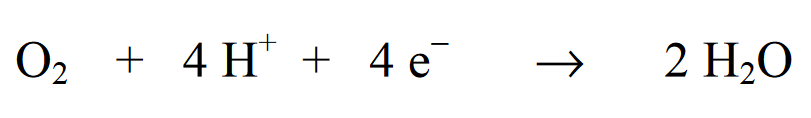 O₂ + 4 H⁺ + 4 e⁻ → 2 H₂O